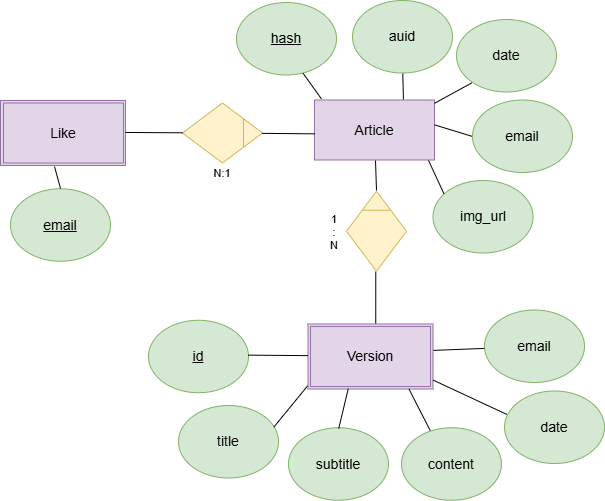 hash
auid
date
Like
Article
email
N:1
img_url
email
1
:
N
id
Version
email
title
subtitle
content
date